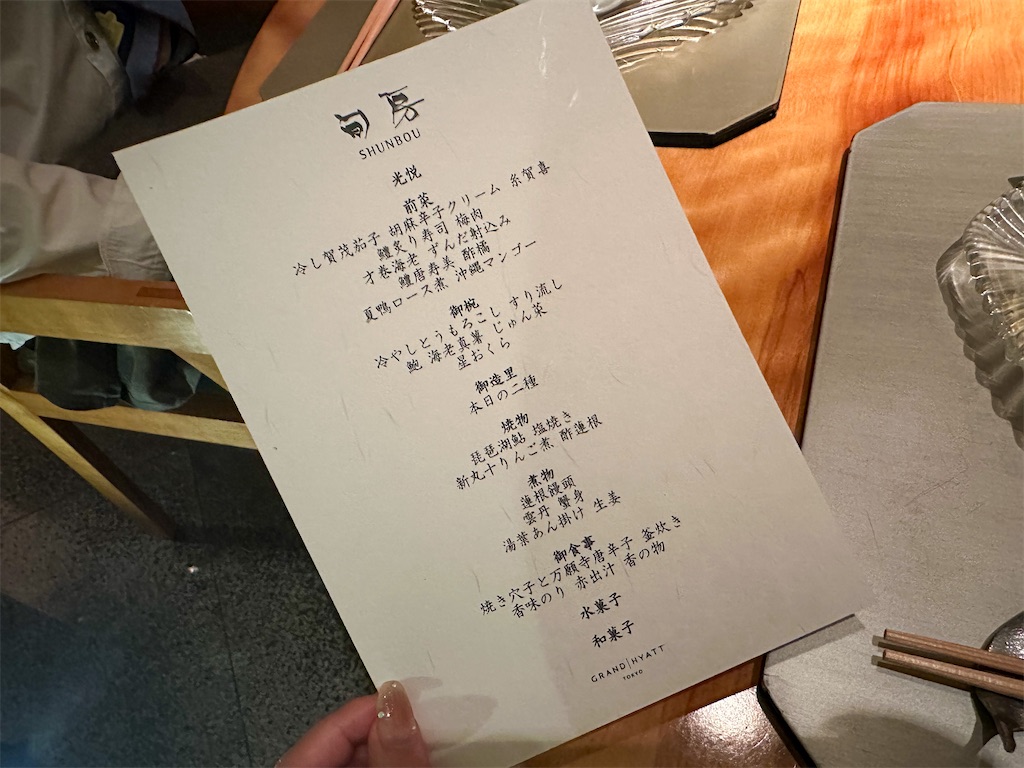 旬房
SHUNBOU
光悦
前菜
冷し賀茂茄子 胡麻辛子クリーム 糸賀喜
鱧炙り寿司 梅肉
才巻海老 ずんだ射込み
鱧唐寿美 酢橘
夏鴨ロース煮 沖縄マンゴー
御椀
冷やしとうもろこし すり流し
鮑 海老真薯 じゅん菜
星おくら
御造里
本日の二種
焼物
琵琶湖鮎 塩焼き
新丸十りんご煮 酢蓮根
煮物
蓮根饅頭
雲丹 蟹身
湯葉あん掛け 生姜
御食事
焼き穴子と万願寺唐辛子 釜炊き
香味のり 赤出汁 香の物
水菓子
和菓子
GRAND|HYATT
TOKYO